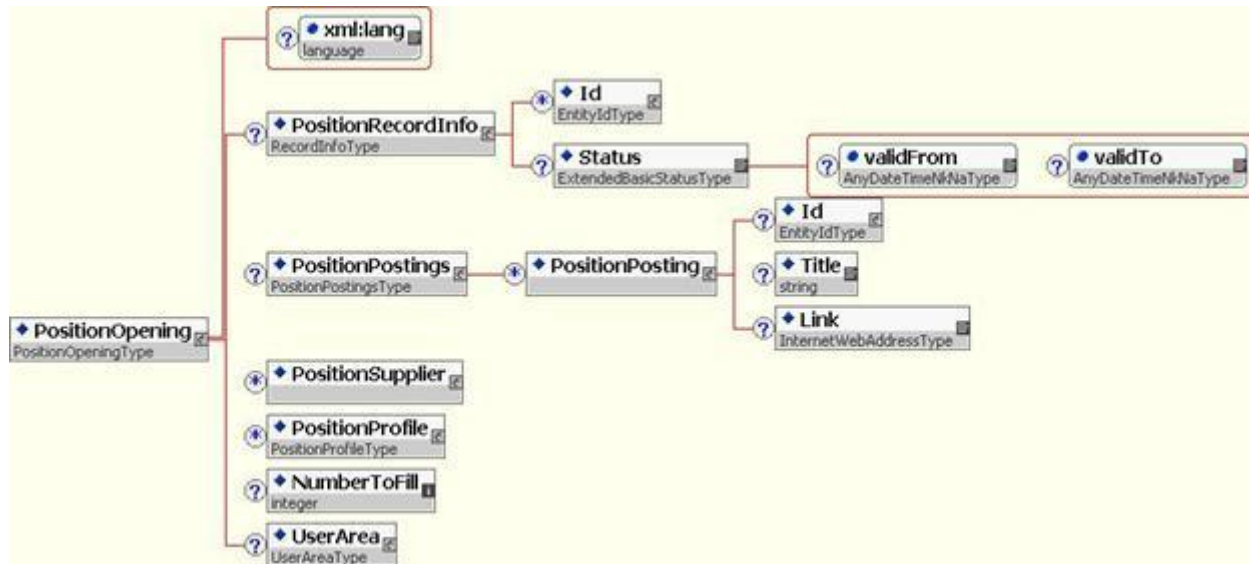 xml:lang
language
PositionRecordInfo
RecordInfoType
Id
EntityIdType
Status
ExtendedBasicStatusType
validFrom
AnyDateTimeNkNaType
validTo
AnyDateTimeNkNaType
PositionPostings
PositionPostingsType
PositionPosting
Id
EntityIdType
Title
string
Link
InternetWebAddressType
PositionOpening
PositionOpeningType
PositionSupplier
PositionProfile
PositionProfileType
NumberToFill
integer
UserArea
UserAreaType